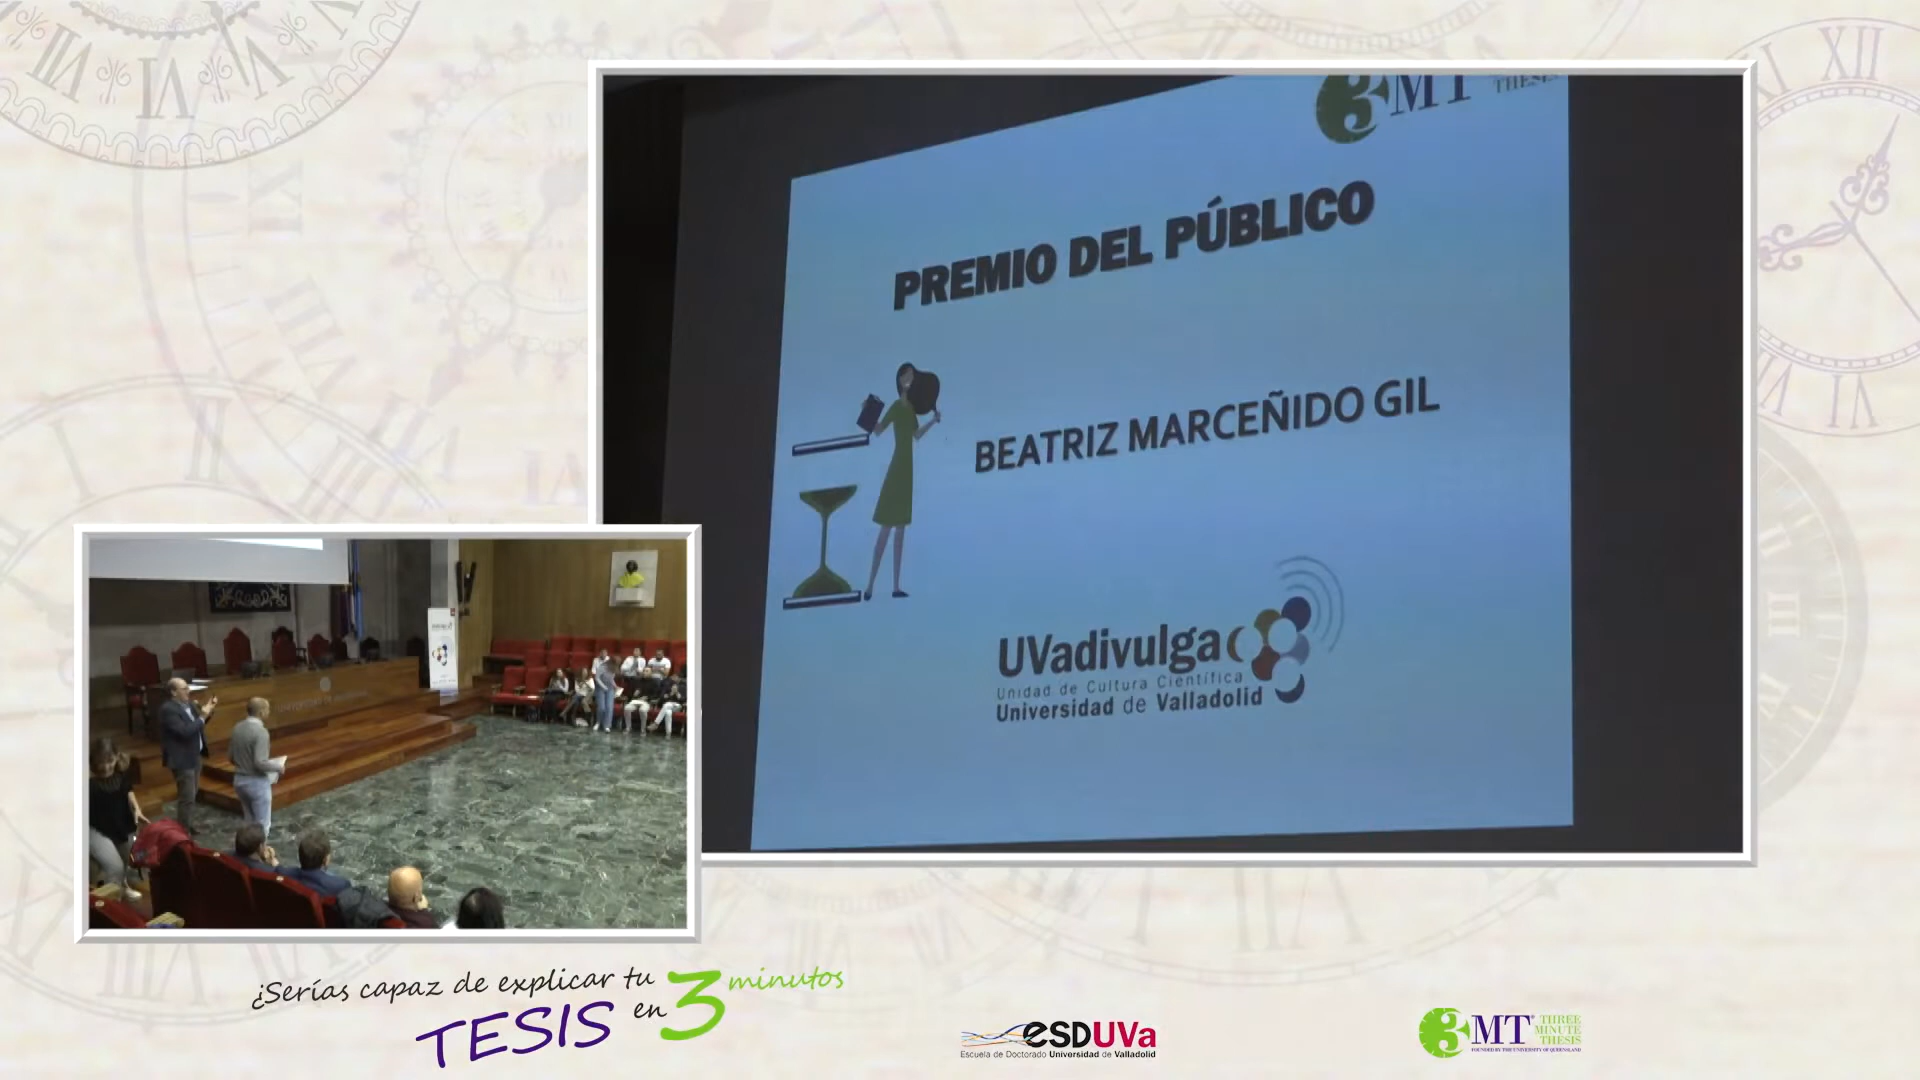 3MT
THESIS
PREMIO DEL PÚBLICO
BEATRIZ MARCEÑIDO GIL
UVadivulga
Unidad de Cultura Científica
Universidad de Valladolid
¿Serías capaz de explicar tu
TESIS en 3 minutos
esDUVa
Escuela de Doctorado Universidad de Valladolid
3MT
THREE
MINUTE
THESIS
FOUNDED BY THE UNIVERSITY OF QUEENSLAND